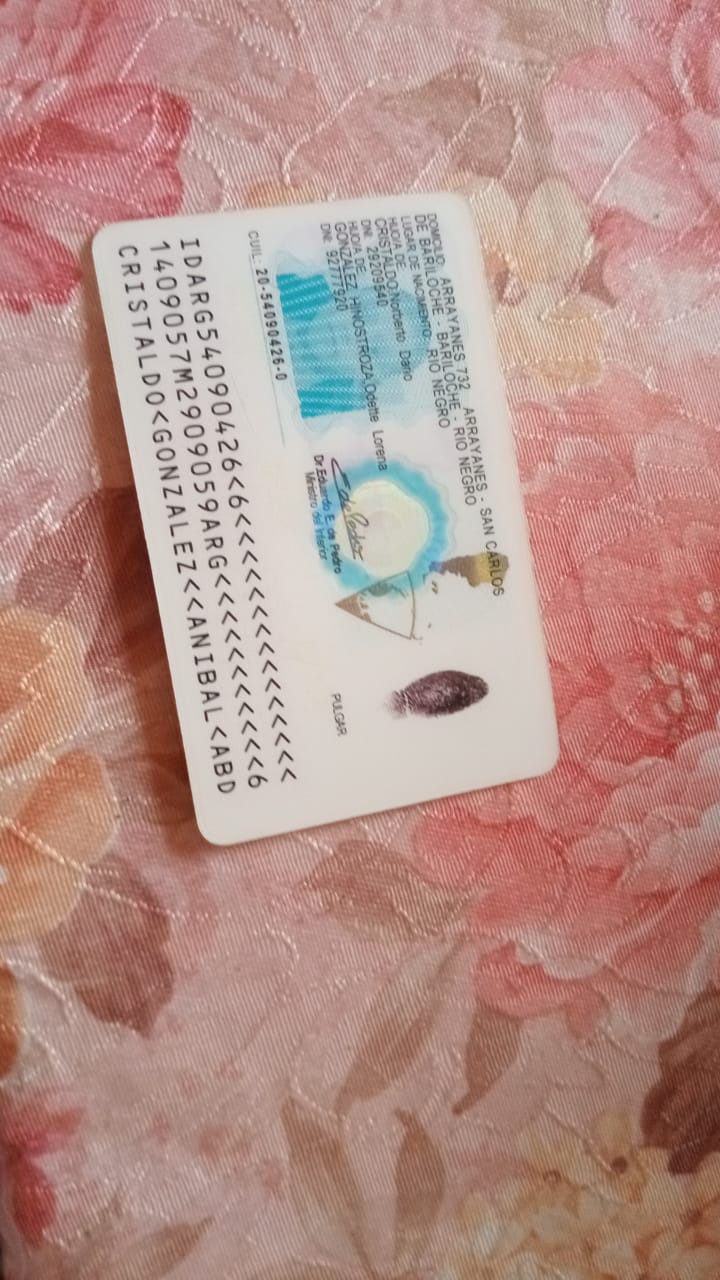 DOMICILIO: ARRAYANES 732 ARRAYANES - SAN CARLOS
DE BARILOCHE - BARILOCHE - RIO NEGRO
LUGAR DE NACIMIENTO: RIO NEGRO
HIJO/A DE:
CRISTALDO, Norberto Dario
DNI: 29209640
HIJO/A DE:
GONZALEZ HINOSTROZA, Odette Lorena
DNI: 92777920
CUIL: 20-54090426-0
Dr. Eduardo E. de Pedro
Ministro del Interior
PULGAR
IDARG54090426<6<<<<<<<<<<<<<<<
1409057M2909059ARG<<<<<<<<<<<6
CRISTALDO<GONZALEZ<<ANIBAL<ABD